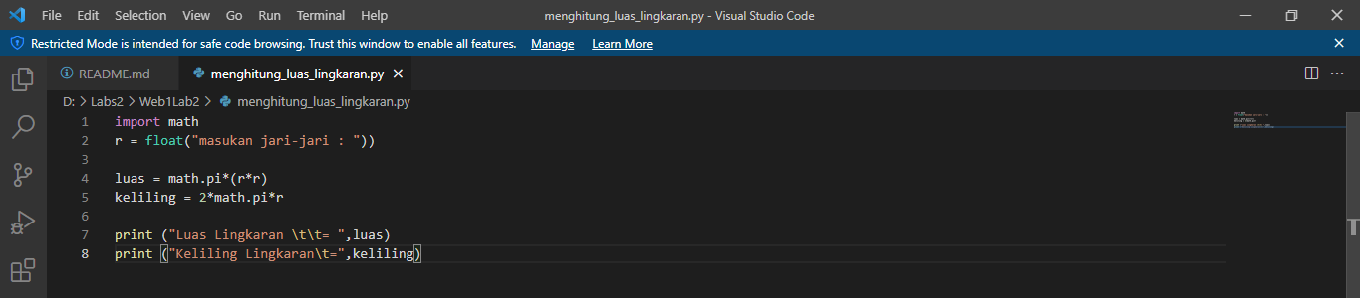 File Edit Selection View Go Run Terminal Help menghitung_luas_lingkaran.py - Visual Studio Code
Restricted Mode is intended for safe code browsing. Trust this window to enable all features. Manage Learn More
README.md menghitung_luas_lingkaran.py
D: > Labs2 > Web1Lab2 > menghitung_luas_lingkaran.py
1 import math
2 r = float("masukan jari-jari : "))
3
4 luas = math.pi*(r*r)
5 keliling = 2*math.pi*r
6
7 print ("Luas Lingkaran \t\t= ",luas)
8 print ("Keliling Lingkaran\t=",keliling)